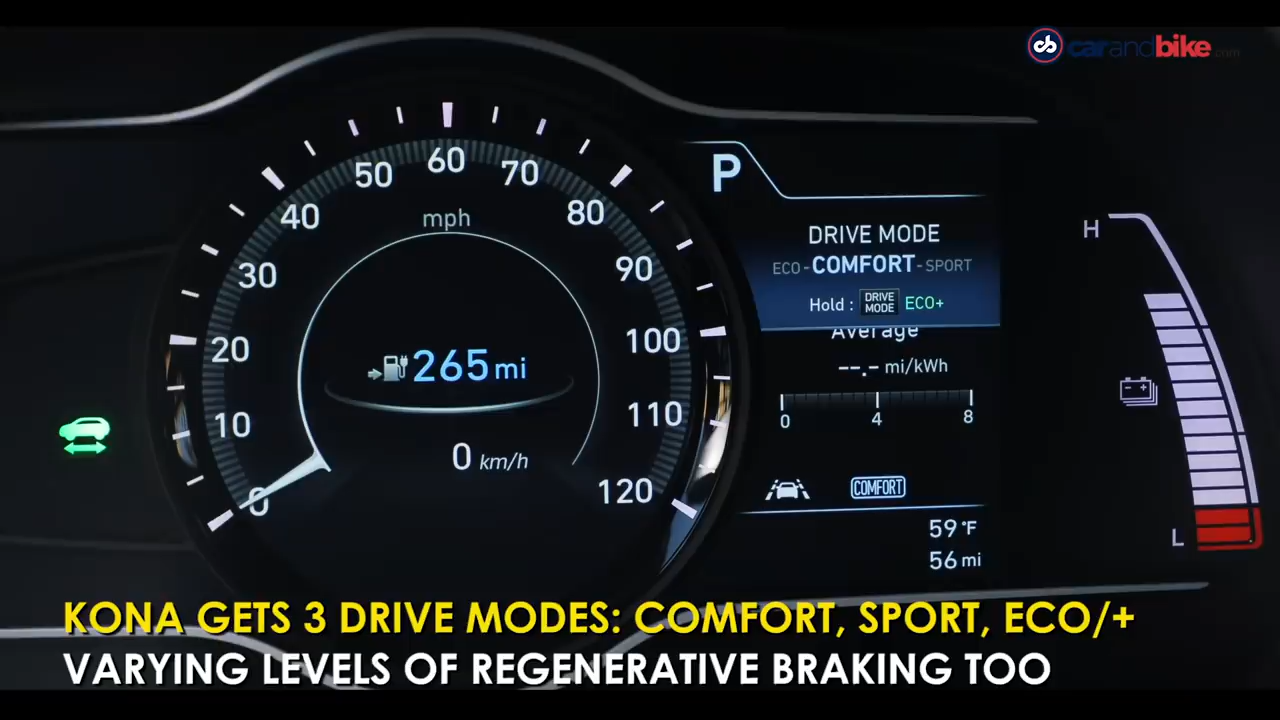 carandbike.com
60
50
70
40
80
mph
30
90
20
100
265 mi
10
110
0 km/h
0
120
P
DRIVE MODE
ECO - COMFORT - SPORT
Hold : DRIVE MODE ECO+
Average
--.- mi/kWh
0 4 8
COMFORT
59 °F
56 mi
H
L
KONA GETS 3 DRIVE MODES: COMFORT, SPORT, ECO/+
VARYING LEVELS OF REGENERATIVE BRAKING TOO